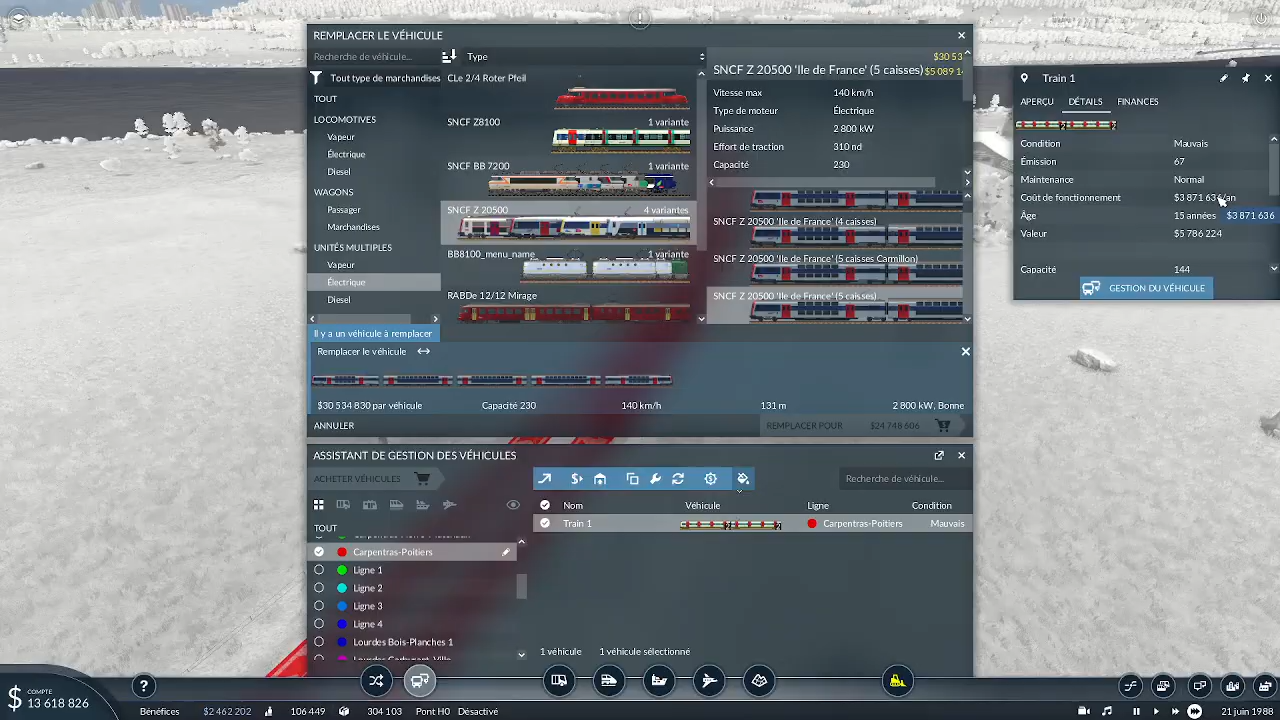 REMPLACER LE VÉHICULE
Recherche de véhicule...
Type
Tout type de marchandises
TOUT
LOCOMOTIVES
Vapeur
Électrique
Diesel
WAGONS
Passager
Marchandises
UNITÉS MULTIPLES
Vapeur
Électrique
Diesel
CLe 2/4 Roter Pfeil
SNCF Z8100
1 variante
SNCF BB 7200
1 variante
SNCF Z 20500
4 variantes
BB8100_menu_name
1 variante
RABDe 12/12 Mirage
$30 53
SNCF Z 20500 'Ile de France' (5 caisses)
$5 089 1
Vitesse max 140 km/h
Type de moteur Électrique
Puissance 2 800 kW
Effort de traction 310 kN
Capacité 230
SNCF Z 20500 'Ile de France' (4 caisses)
SNCF Z 20500 'Ile de France' (5 caisses Carmillon)
SNCF Z 20500 'Ile de France' (5 caisses)
Il y a un véhicule à remplacer
Remplacer le véhicule
$30 534 830 par véhicule
Capacité 230
140 km/h
131 m
2 800 kW, Bonne
ANNULER
REMPLACER POUR
$24 748 606
ASSISTANT DE GESTION DES VÉHICULES
ACHETER VÉHICULES
Recherche de véhicule...
TOUT
Carpentras-Poitiers
Ligne 1
Ligne 2
Ligne 3
Ligne 4
Lourdes Bois-Planches 1
Nom Véhicule Ligne Condition
Train 1 Carpentras-Poitiers Mauvais
1 véhicule 1 véhicule sélectionné
Train 1
APERÇU DÉTAILS FINANCES
Condition Mauvais
Émission 67
Maintenance Normal
Coût de fonctionnement
15 années
$3 871 636
Valeur $5 786 224
Capacité 144
GESTION DU VÉHICULE
$ COMPTE
13 618 826
?
Bénéfices $2 462 202
106 449
304 103
Pont H0 Désactivé
21 juin 1988